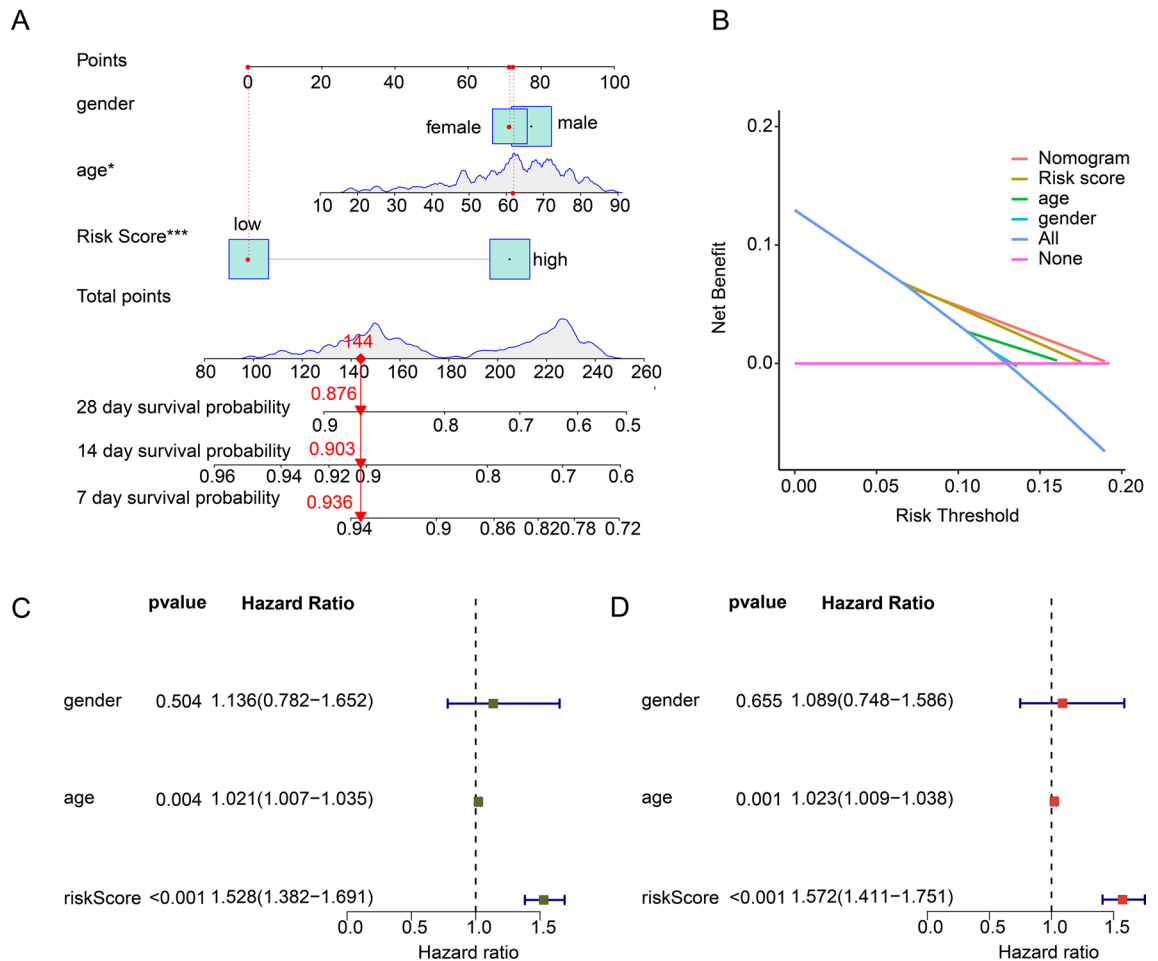 A
Points
0 20 40 60 80 100
gender
female male
age*
10 20 30 40 50 60 70 80 90
low
Risk Score***
high
Total points
144
80 100 120 140 160 180 200 220 240 260
0.876
28 day survival probability
0.9 0.8 0.7 0.6 0.5
0.903
14 day survival probability
0.96 0.94 0.92 0.9 0.8 0.7 0.6
0.936
7 day survival probability
0.94 0.9 0.86 0.82 0.78 0.72
B
0.2
0.1
0.0
Net Benefit
Nomogram
Risk score
age
gender
All
None
0.00 0.05 0.10 0.15 0.20
Risk Threshold
C
pvalue Hazard Ratio
gender 0.504 1.136(0.782−1.652)
age 0.004 1.021(1.007−1.035)
riskScore <0.001 1.528(1.382−1.691)
0.0 0.5 1.0 1.5
Hazard ratio
D
pvalue Hazard Ratio
gender 0.655 1.089(0.748−1.586)
age 0.001 1.023(1.009−1.038)
riskScore <0.001 1.572(1.411−1.751)
0.0 0.5 1.0 1.5
Hazard ratio